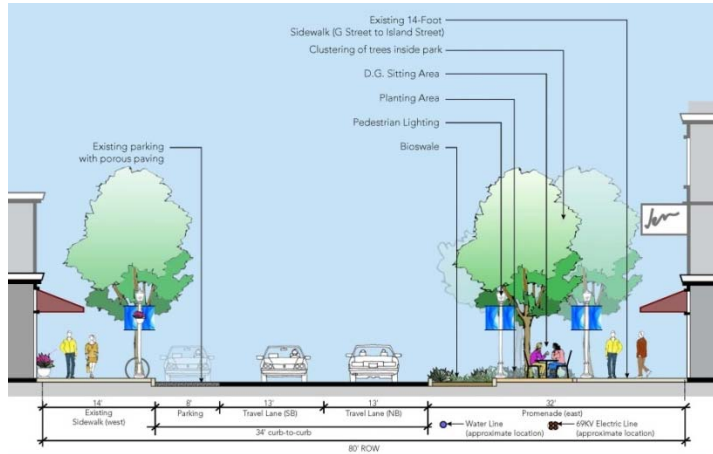 Existing 14-Foot
Sidewalk (G Street to Island Street)
Clustering of trees inside park
D.G. Sitting Area
Planting Area
Pedestrian Lighting
Bioswale
Existing parking
with porous paving
14'
8'
13'
13'
32'
Existing
Sidewalk (west)
Parking
Travel Lane (SB)
Travel Lane (NB)
Promenade (east)
34' curb-to-curb
Water Line
(approximate location)
69KV Electric Line
(approximate location)
80' ROW